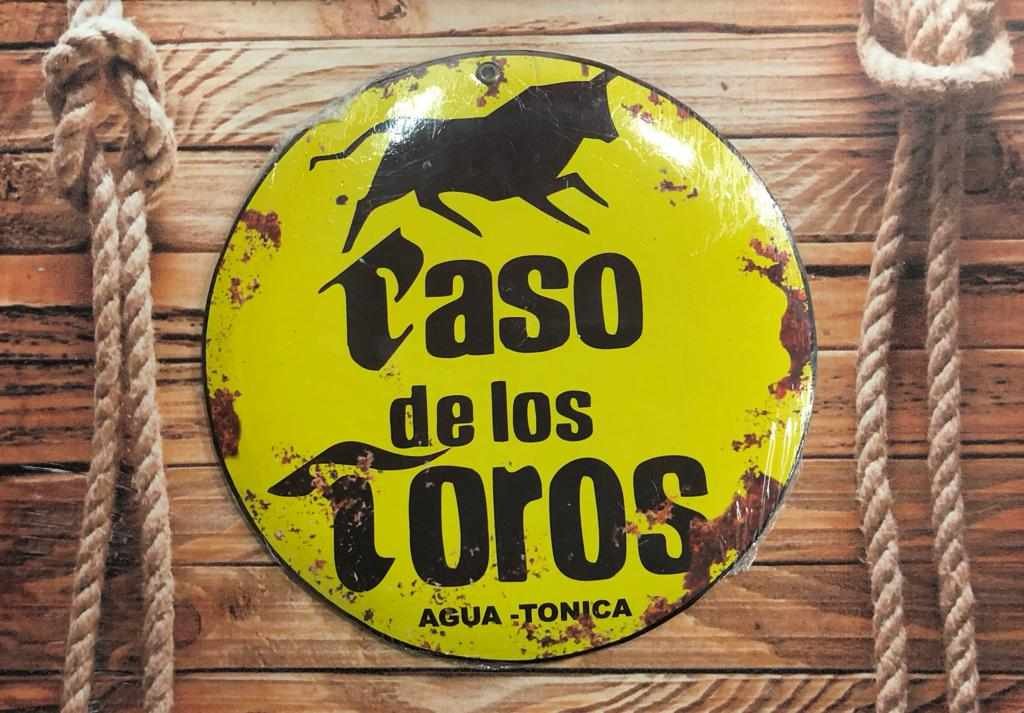 Paso
de los
Toros
AGUA -TONICA